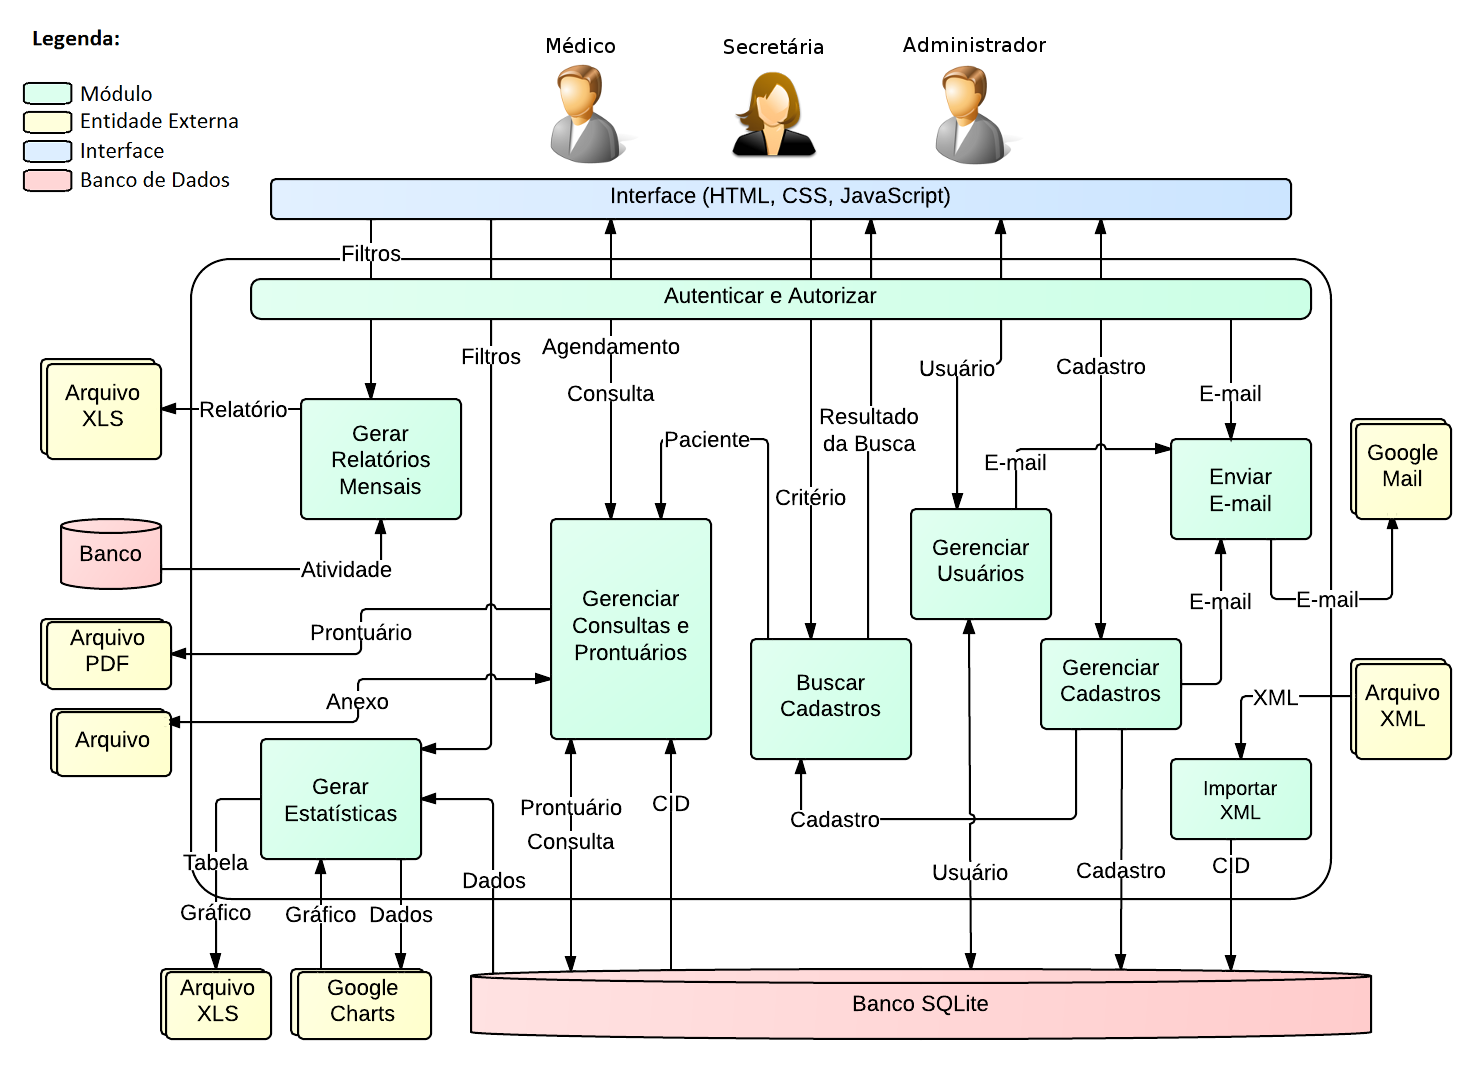 Legenda:
Módulo
Entidade Externa
Interface
Banco de Dados
Médico
Secretária
Administrador
Interface (HTML, CSS, JavaScript)
Filtros
Autenticar e Autorizar
Filtros
Agendamento
Consulta
Usuário
Cadastro
E-mail
Resultado
da Busca
Arquivo
XLS
Relatório
Gerar
Relatórios
Mensais
Paciente
Critério
E-mail
Enviar
E-mail
Google
Mail
Banco
Atividade
Gerenciar
Usuários
Gerenciar
Consultas e
Prontuários
E-mail
E-mail
Prontuário
Arquivo
PDF
Anexo
Arquivo
Buscar
Cadastros
Gerenciar
Cadastros
XML
Arquivo
XML
Gerar
Estatísticas
Prontuário
Consulta
CID
Cadastro
Importar
XML
Tabela
Gráfico
Gráfico
Dados
Dados
Usuário
Cadastro
CID
Arquivo
XLS
Google
Charts
Banco SQLite